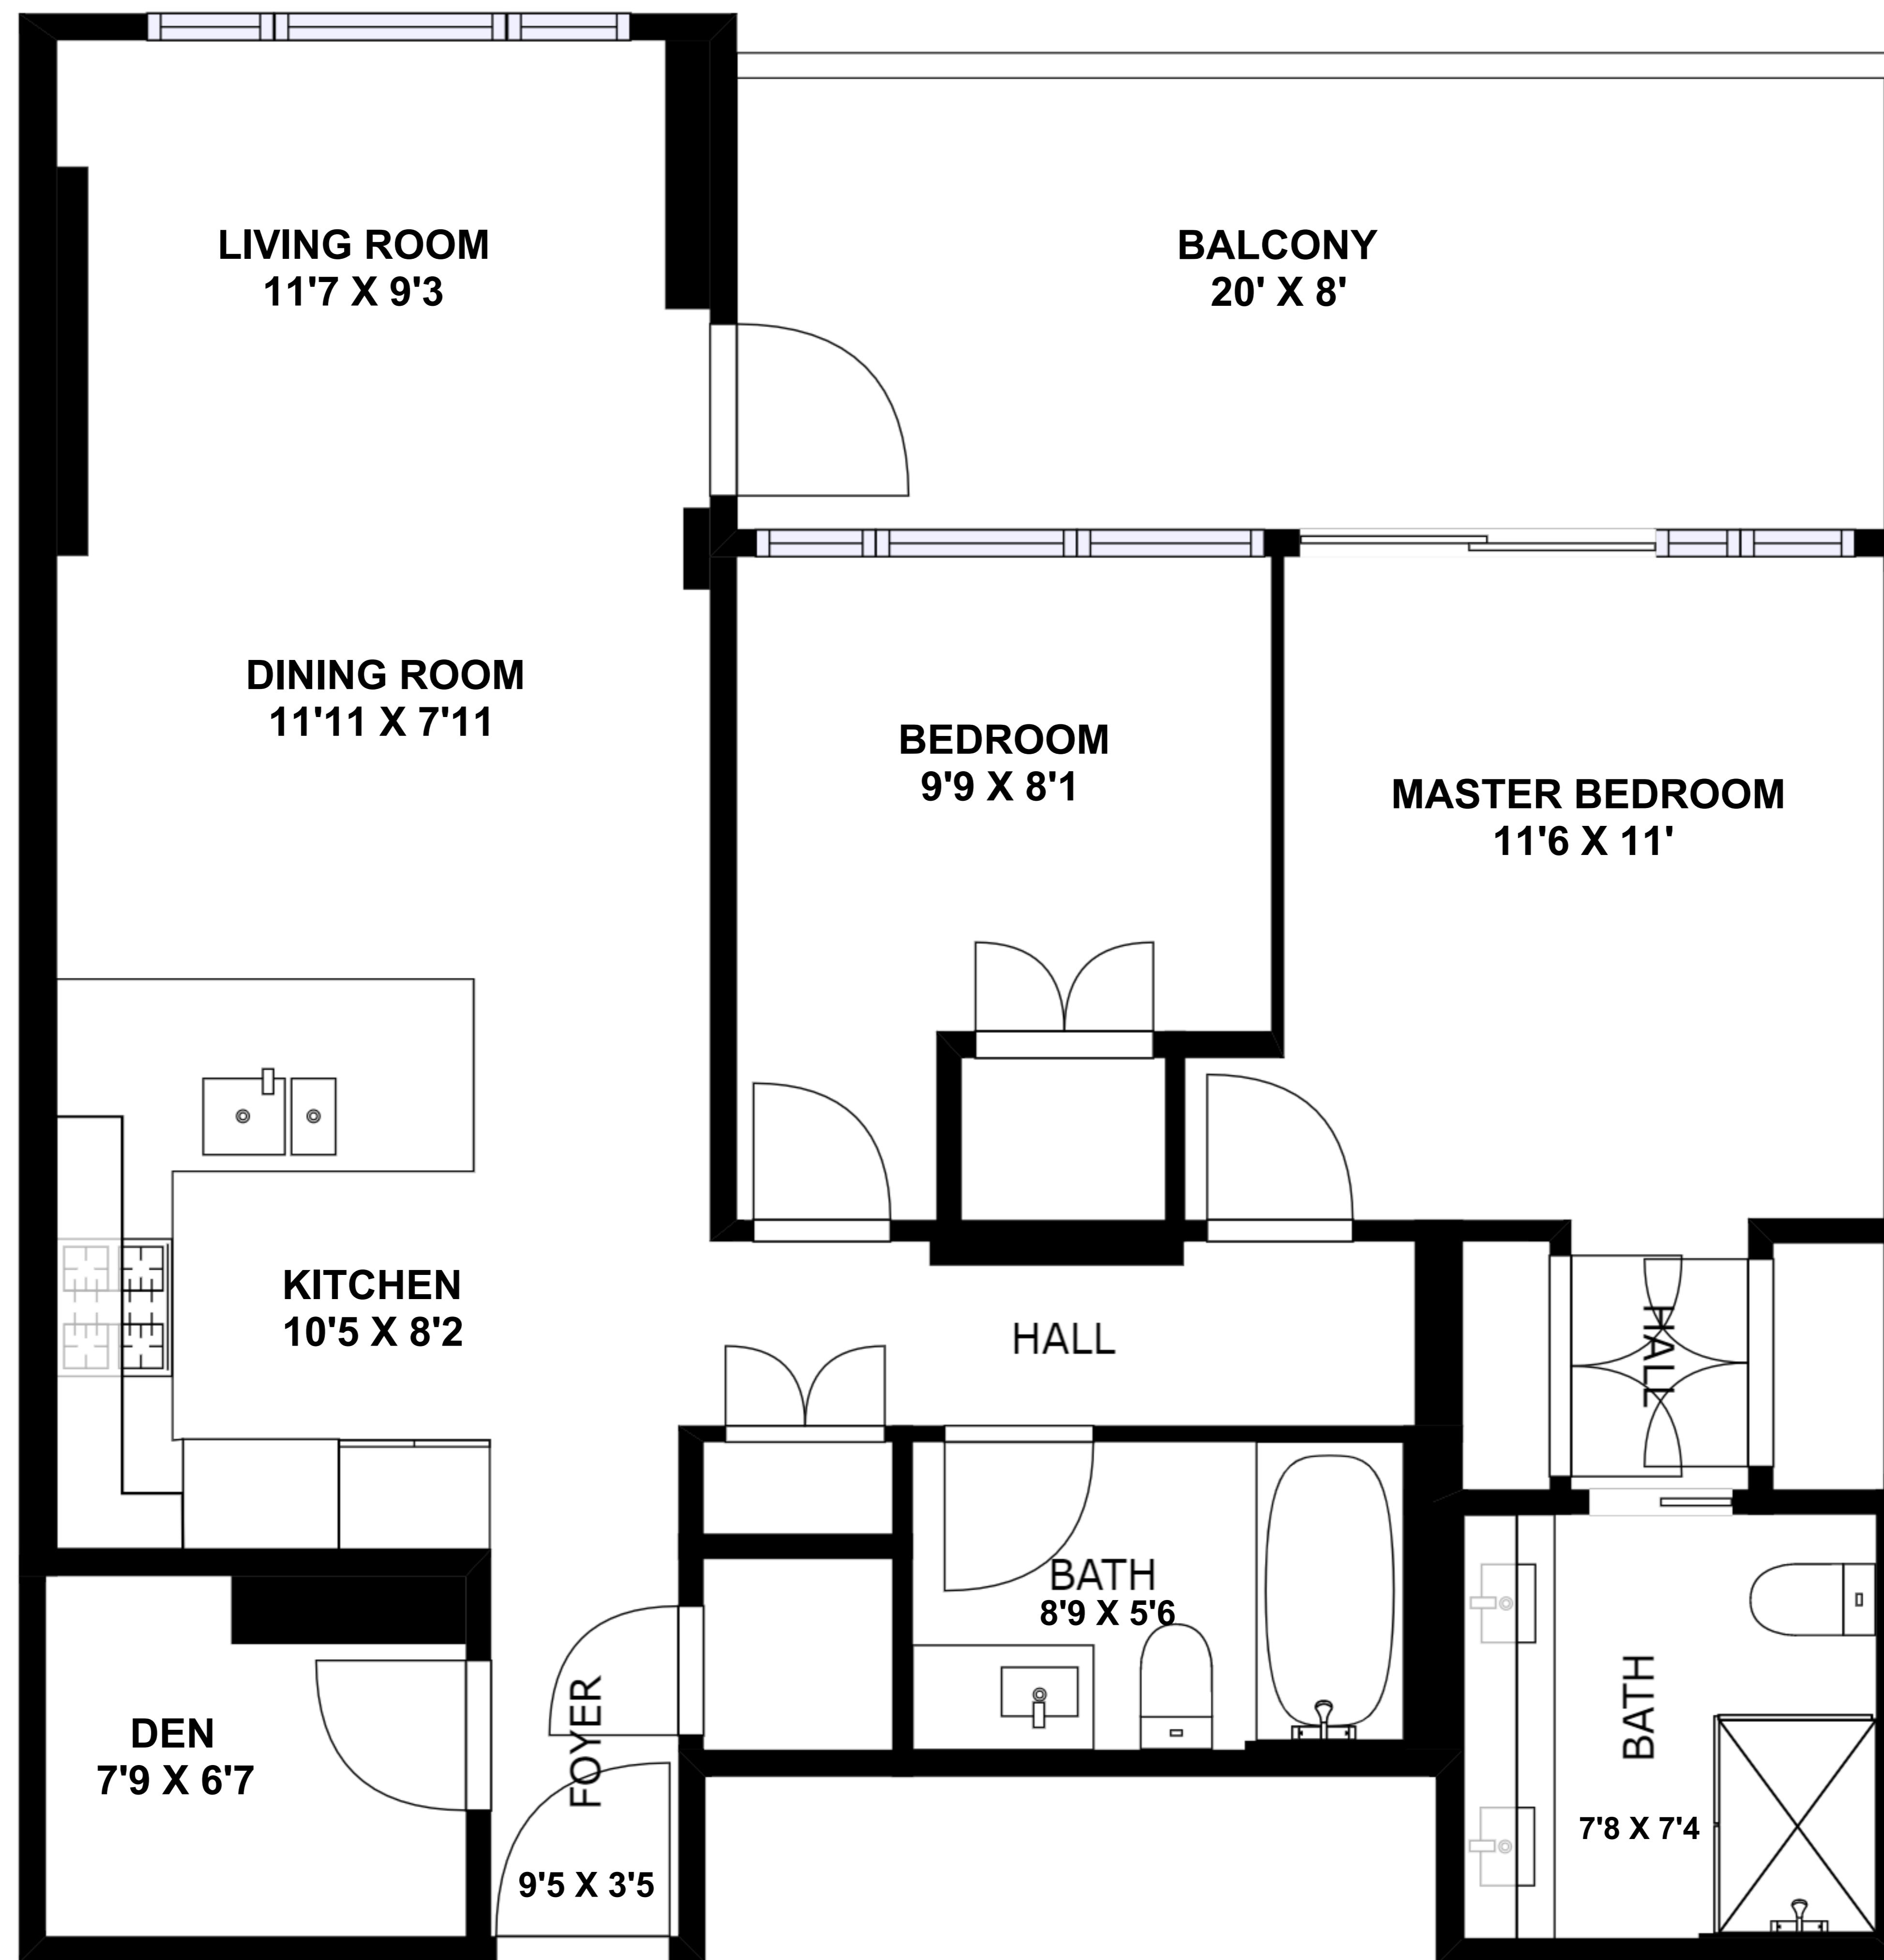 LIVING ROOM
11'7 X 9'3
BALCONY
20' X 8'
DINING ROOM
11'11 X 7'11
BEDROOM
9'9 X 8'1
MASTER BEDROOM
11'6 X 11'
KITCHEN
10'5 X 8'2
HALL
HALL
BATH
8'9 X 5'6
DEN
7'9 X 6'7
FOYER
9'5 X 3'5
BATH
7'8 X 7'4